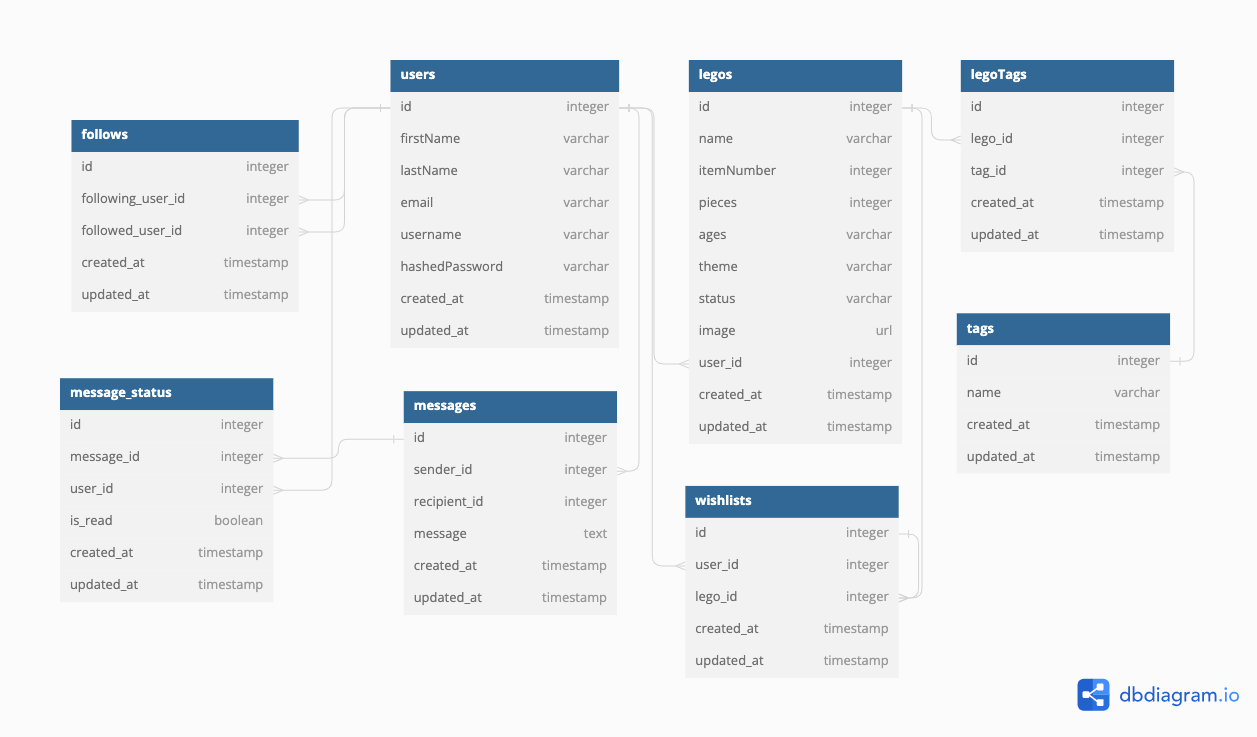 users
id integer
firstName varchar
lastName varchar
email varchar
username varchar
hashedPassword varchar
created_at timestamp
updated_at timestamp
legos
id integer
name varchar
itemNumber integer
pieces integer
ages varchar
theme varchar
status varchar
image url
user_id integer
created_at timestamp
updated_at timestamp
legoTags
id integer
lego_id integer
tag_id integer
created_at timestamp
updated_at timestamp
follows
id integer
following_user_id integer
followed_user_id integer
created_at timestamp
updated_at timestamp
tags
id integer
name varchar
created_at timestamp
updated_at timestamp
message_status
id integer
message_id integer
user_id integer
is_read boolean
created_at timestamp
updated_at timestamp
messages
id integer
sender_id integer
recipient_id integer
message text
created_at timestamp
updated_at timestamp
wishlists
id integer
user_id integer
lego_id integer
created_at timestamp
updated_at timestamp
dbdiagram.io